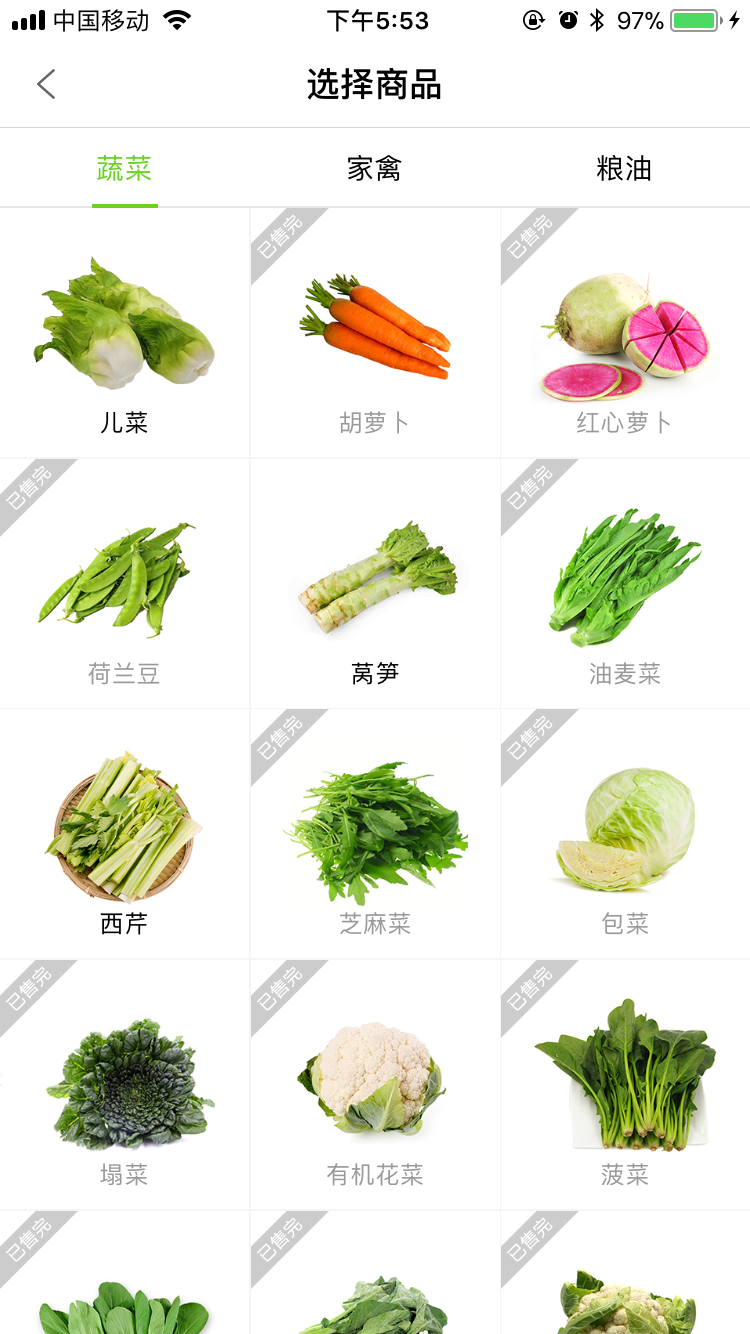 中国移动 下午5:53 97%
选择商品
蔬菜 家禽 粮油
已售完 已售完
儿菜 胡萝卜 红心萝卜
已售完 已售完
荷兰豆 莴笋 油麦菜
已售完 已售完
西芹 芝麻菜 包菜
已售完 已售完 已售完
塌菜 有机花菜 菠菜
已售完 已售完 已售完